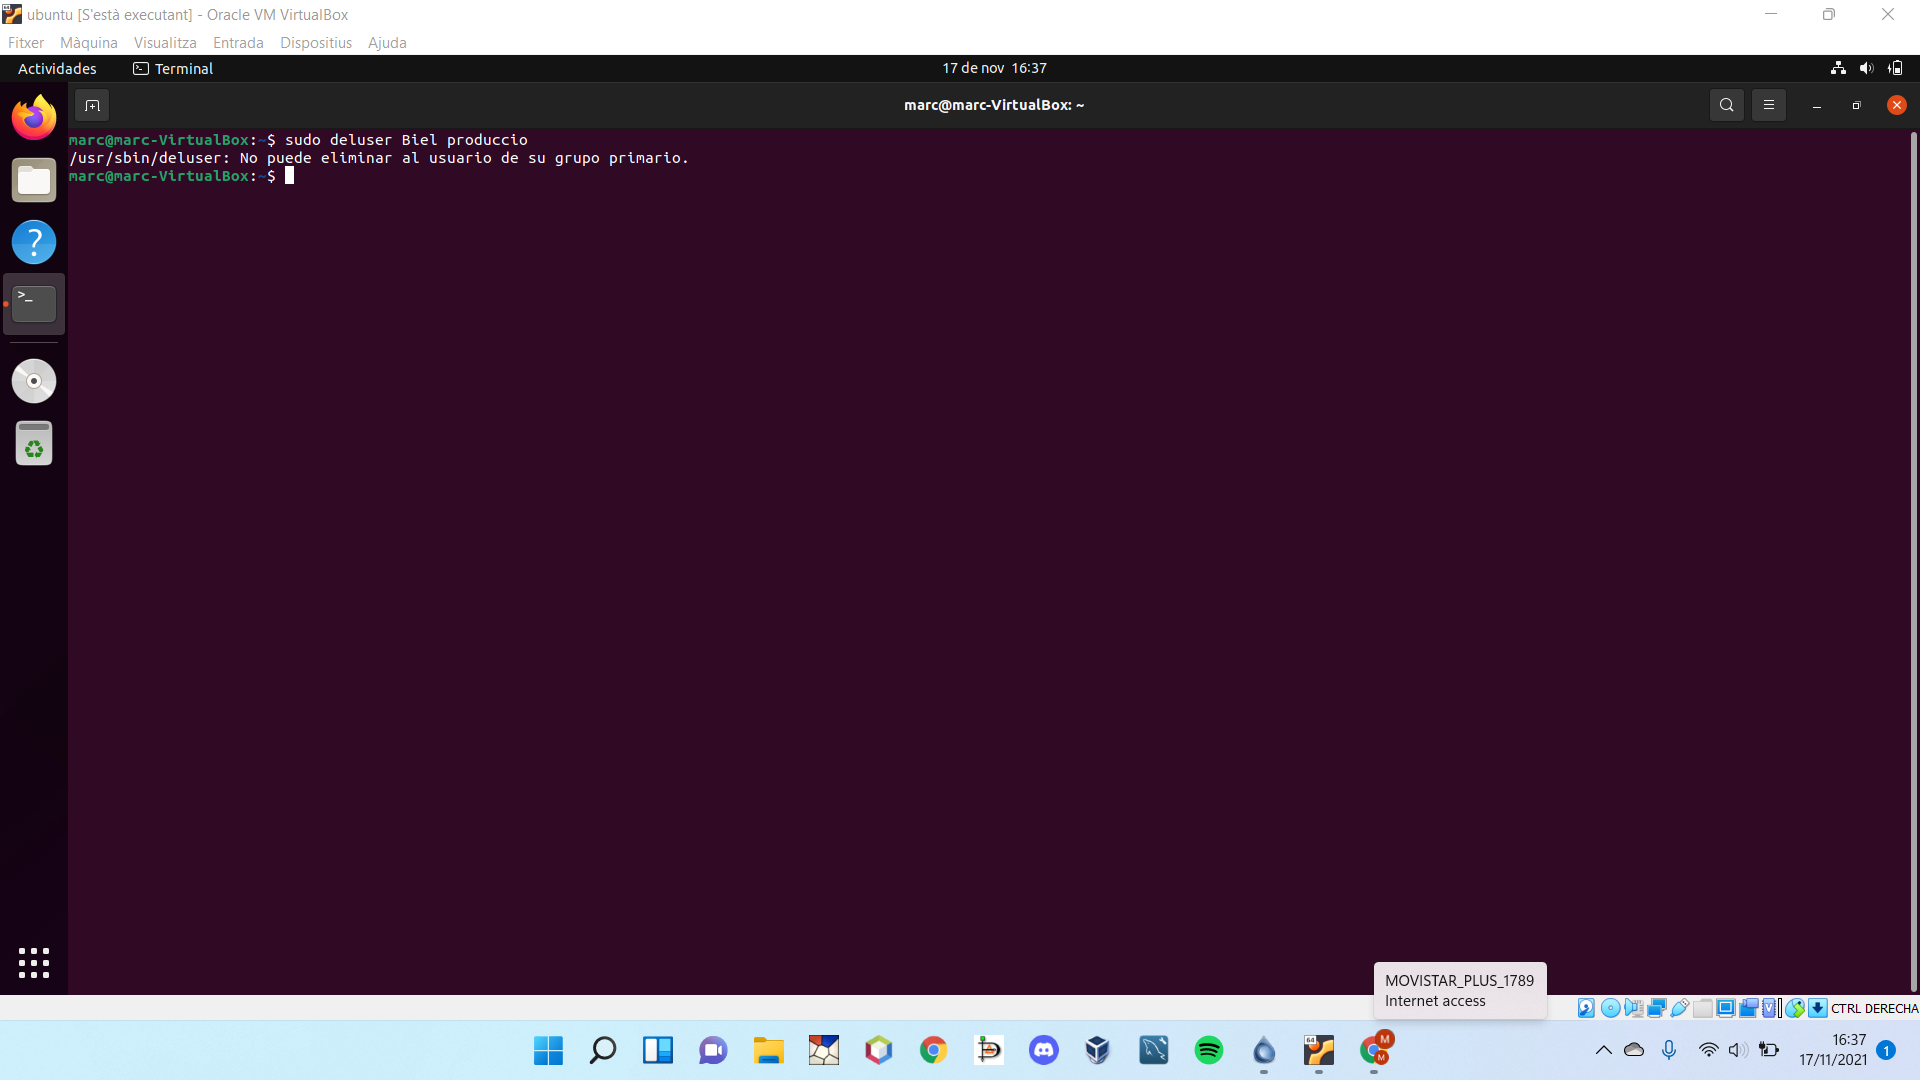 ubuntu [S'està executant] - Oracle VM VirtualBox
Fitxer Màquina Visualitza Entrada Dispositius Ajuda
Actividades Terminal 17 de nov 16:37
marc@marc-VirtualBox: ~
marc@marc-VirtualBox:~$ sudo deluser Biel produccio
/usr/sbin/deluser: No puede eliminar al usuario de su grupo primario.
marc@marc-VirtualBox:~$
MOVISTAR_PLUS_1789
Internet access
CTRL DERECHA
16:37
17/11/2021 1